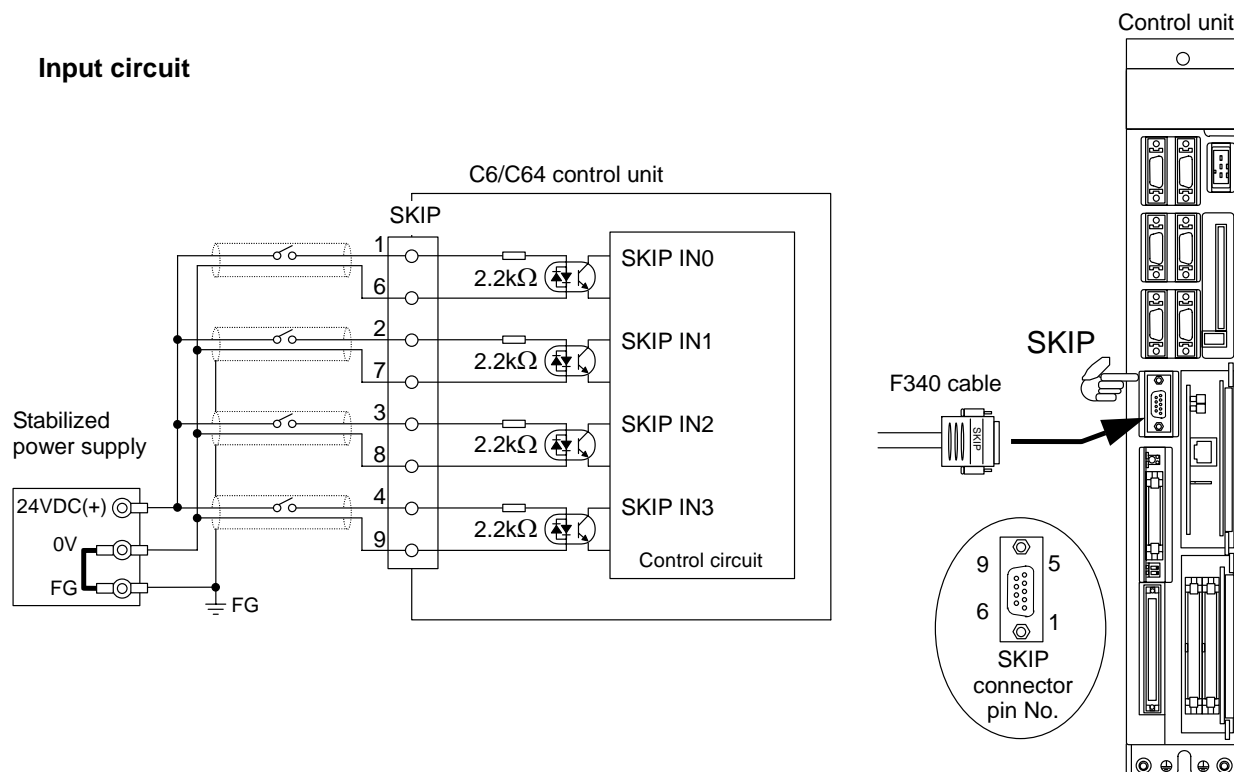 Control unit
Input circuit
C6/C64 control unit
SKIP
1
SKIP IN0
2.2kΩ
6
2
SKIP IN1
2.2kΩ
7
3
SKIP IN2
2.2kΩ
8
4
SKIP IN3
2.2kΩ
9
Control circuit
Stabilized
power supply
24VDC(+)
0V
FG
FG
SKIP
F340 cable
SKIP
9
5
6
1
SKIP
connector
pin No.